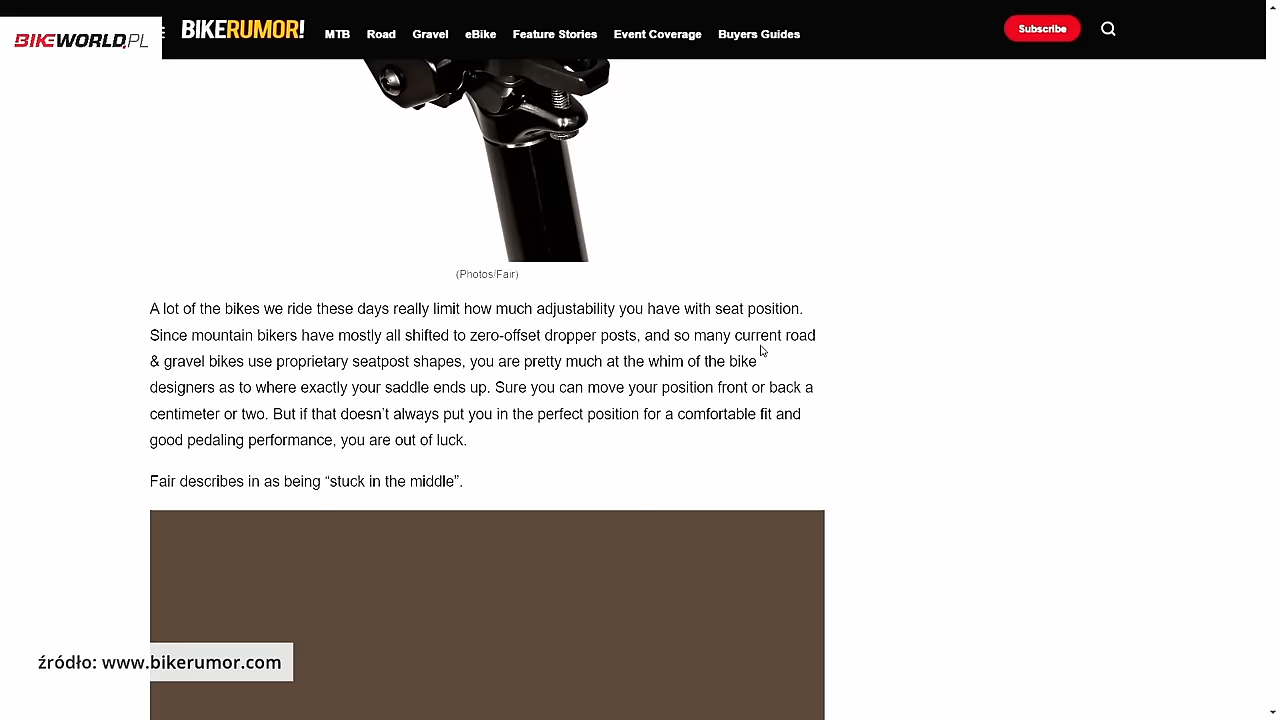 BIKEWORLD.PL
BIKERUMOR!
MTB Road Gravel eBike Feature Stories Event Coverage Buyers Guides
Subscribe
(Photos/Fair)
A lot of the bikes we ride these days really limit how much adjustability you have with seat position.
Since mountain bikers have mostly all shifted to zero-offset dropper posts, and so many current road
& gravel bikes use proprietary seatpost shapes, you are pretty much at the whim of the bike
designers as to where exactly your saddle ends up. Sure you can move your position front or back a
centimeter or two. But if that doesn’t always put you in the perfect position for a comfortable fit and
good pedaling performance, you are out of luck.
Fair describes in as being “stuck in the middle”.
źródło: www.bikerumor.com